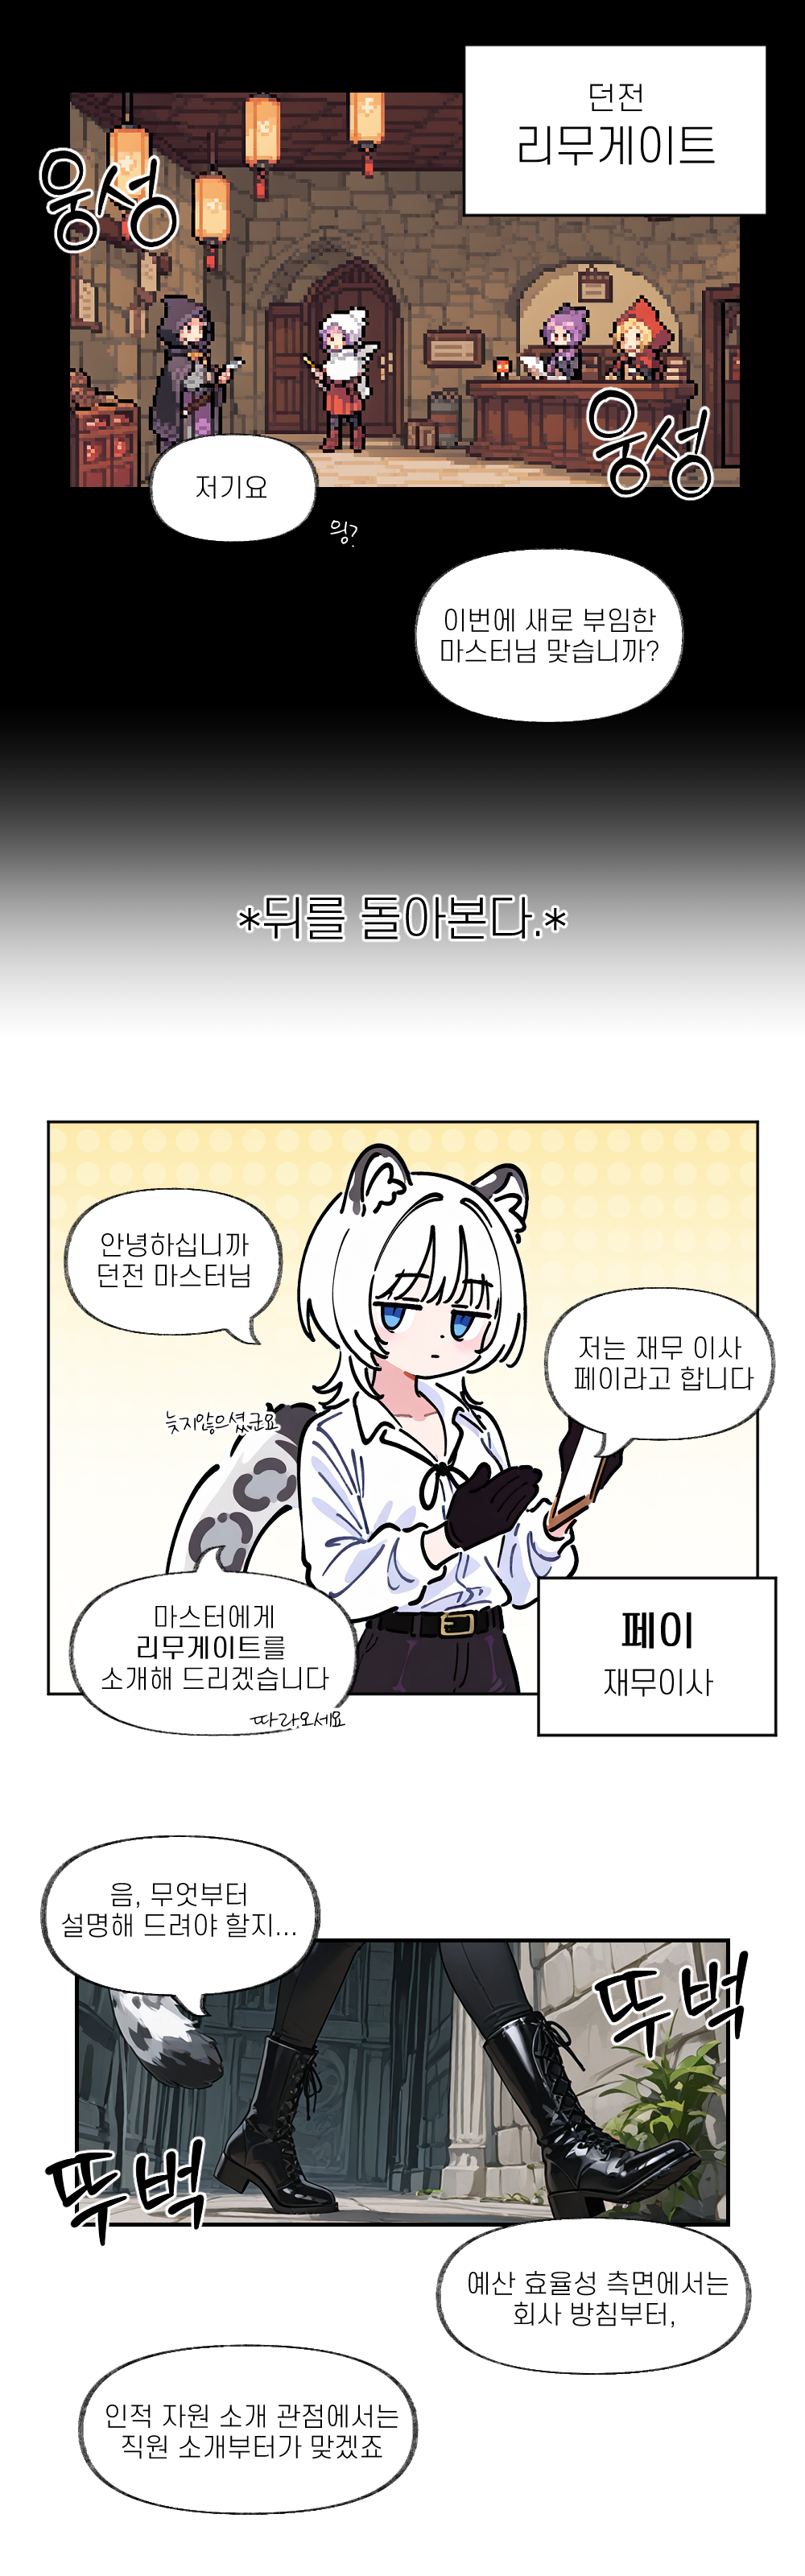 던전
리무게이트
웅성
웅성
저기요
잉?
이번에 새로 부임한
마스터님 맞습니까?
*뒤를 돌아본다.*
안녕하십니까
던전 마스터님
저는 재무 이사
페이라고 합니다
늦지않으셨군요
마스터에게
리무게이트를
소개해 드리겠습니다
따라오세요
페이
재무이사
음, 무엇부터
설명해 드려야 할지...
뚜벅
뚜벅
예산 효율성 측면에서는
회사 방침부터,
인적 자원 소개 관점에서는
직원 소개부터가 맞겠죠